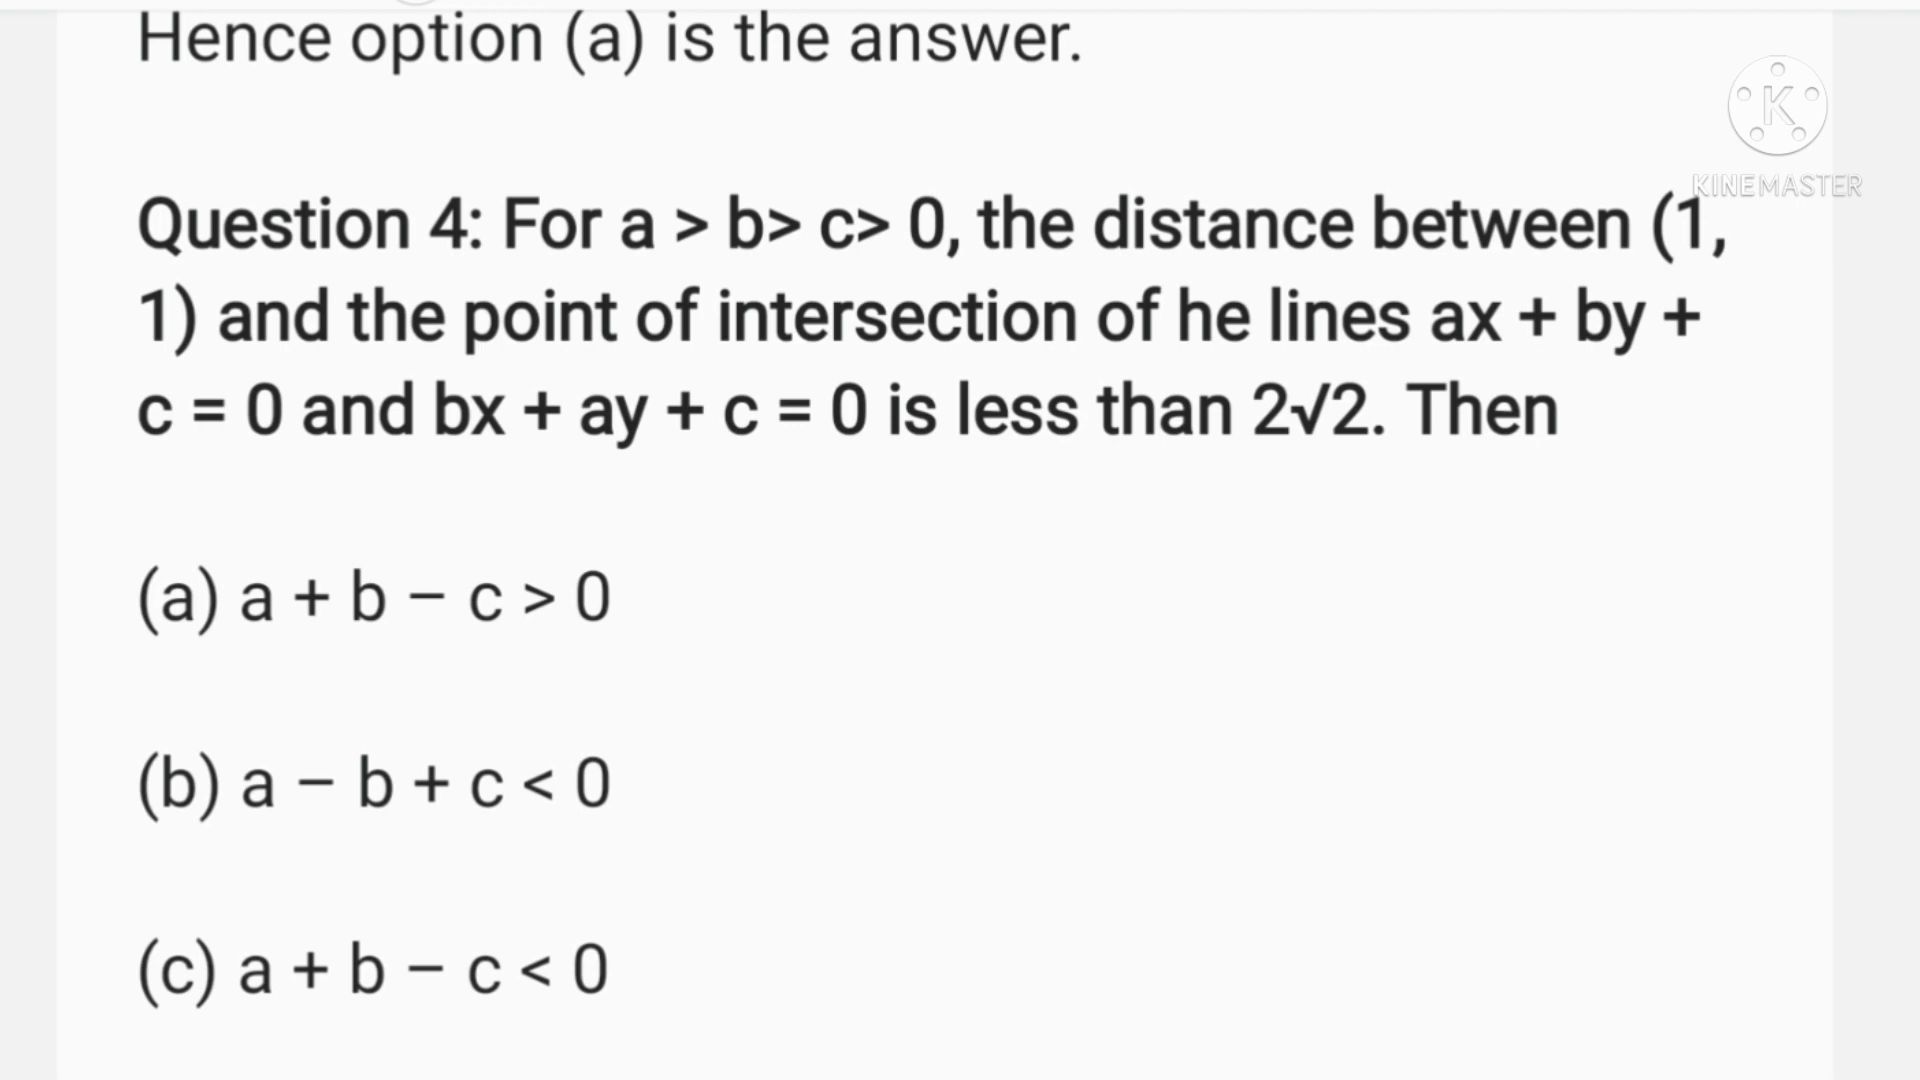 Hence option (a) is the answer.
K
KINEMASTER
Question 4: For a > b> c> 0, the distance between (1,
1) and the point of intersection of he lines ax + by +
c = 0 and bx + ay + c = 0 is less than 2√2. Then
(a) a + b – c > 0
(b) a – b + c < 0
(c) a + b – c < 0